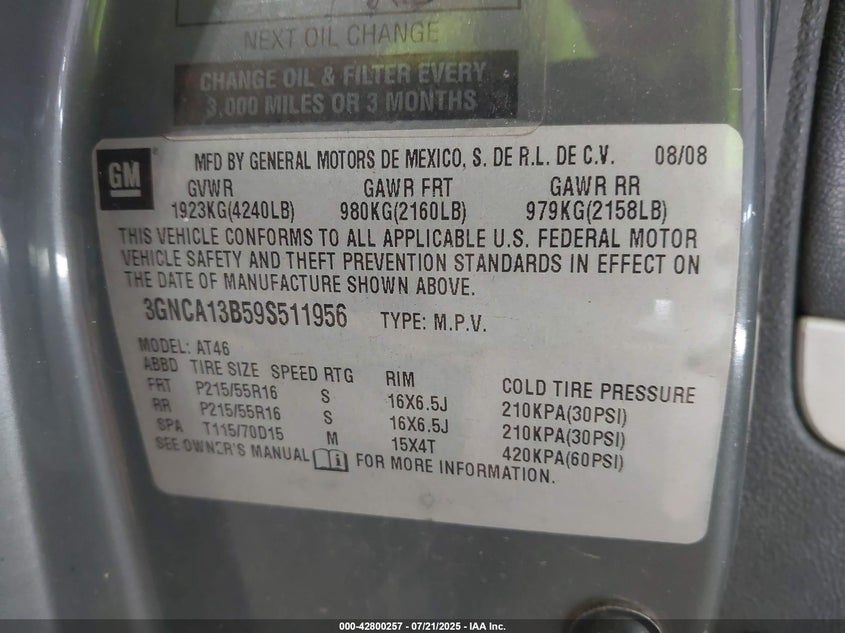 NEXT OIL CHANGE
CHANGE OIL & FILTER EVERY
3,000 MILES OR 3 MONTHS
GM® MFD BY GENERAL MOTORS DE MEXICO, S. DE R.L. DE C.V. 08/08
GVWR GAWR FRT GAWR RR
1923KG(4240LB) 980KG(2160LB) 979KG(2158LB)
THIS VEHICLE CONFORMS TO ALL APPLICABLE U.S. FEDERAL MOTOR
VEHICLE SAFETY AND THEFT PREVENTION STANDARDS IN EFFECT ON
THE DATE OF MANUFACTURE SHOWN ABOVE.
3GNCA13B59S511956 TYPE: M.P.V.
MODEL: AT46
ABBD TIRE SIZE SPEED RTG RIM COLD TIRE PRESSURE
FRT P215/55R16 S 16X6.5J 210KPA(30PSI)
RR P215/55R16 S 16X6.5J 210KPA(30PSI)
SPA T115/70D15 M 15X4T 420KPA(60PSI)
SEE OWNER'S MANUAL FOR MORE INFORMATION.
000-42800257 - 07/21/2025 - IAA Inc.